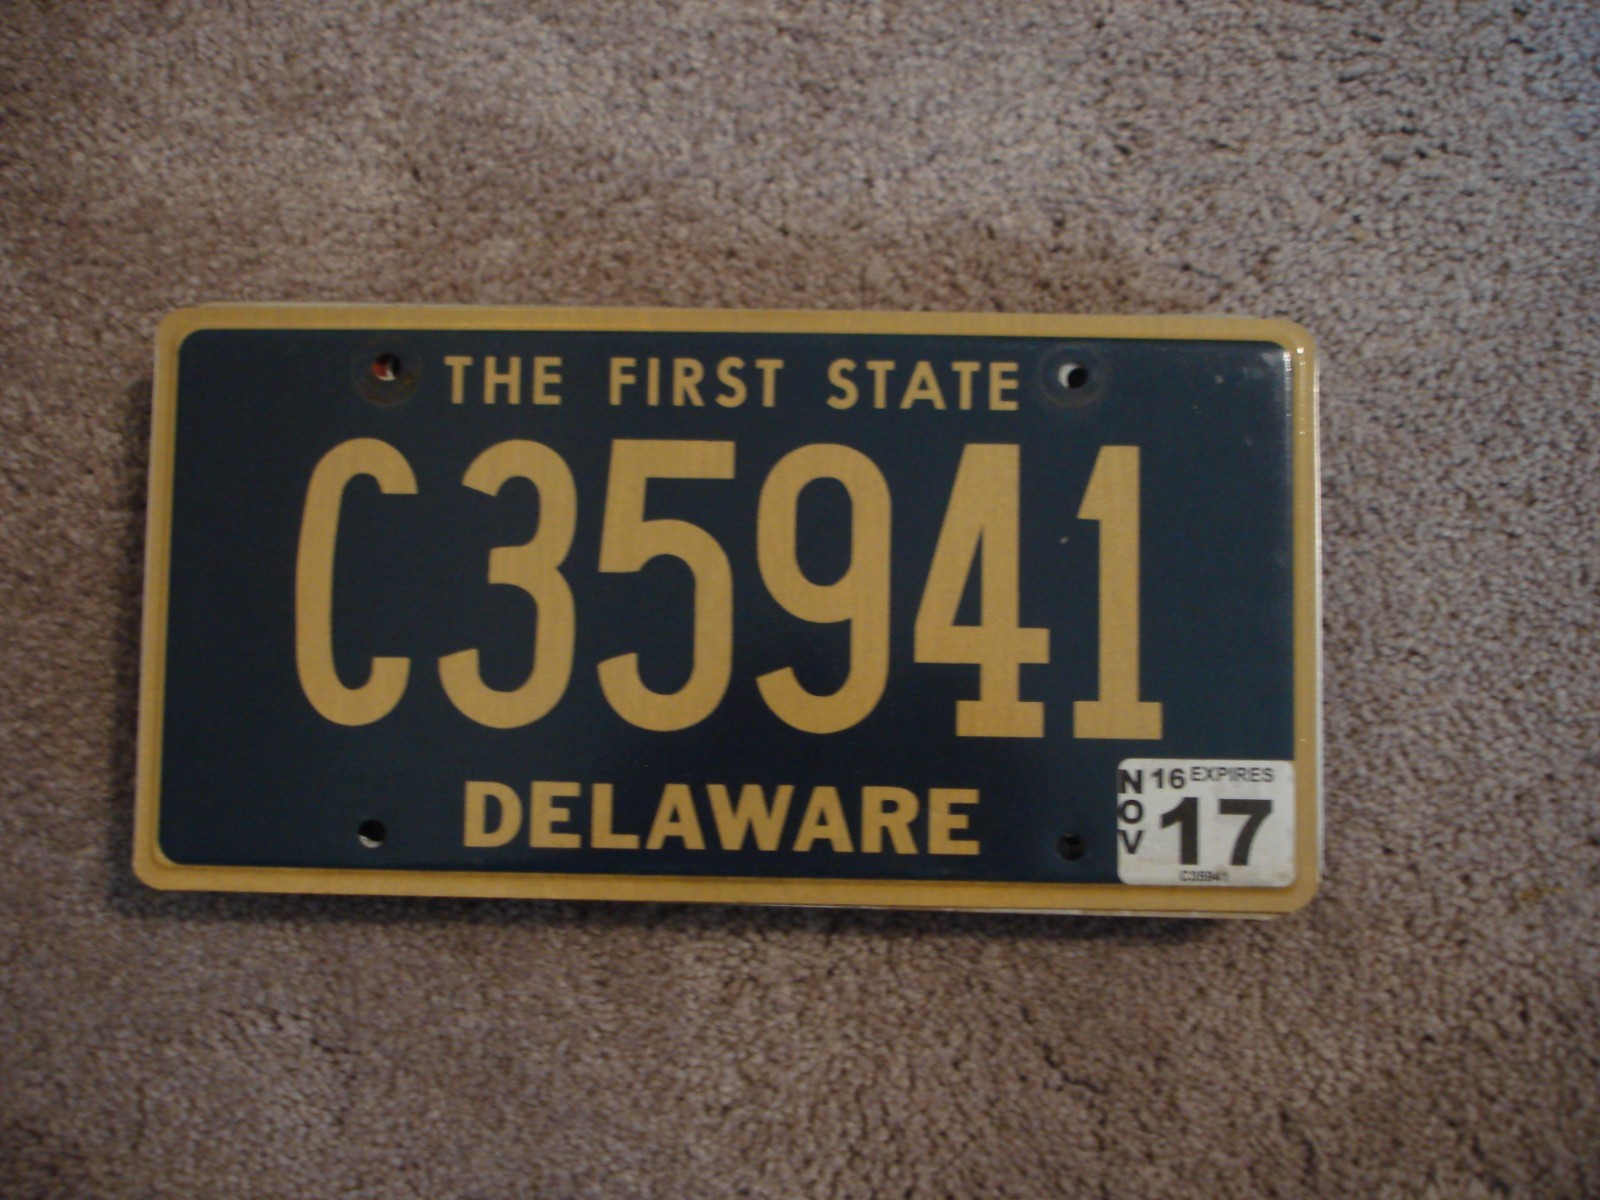 THE FIRST STATE
C35941
DELAWARE
NOV
16 EXPIRES
17
C35941